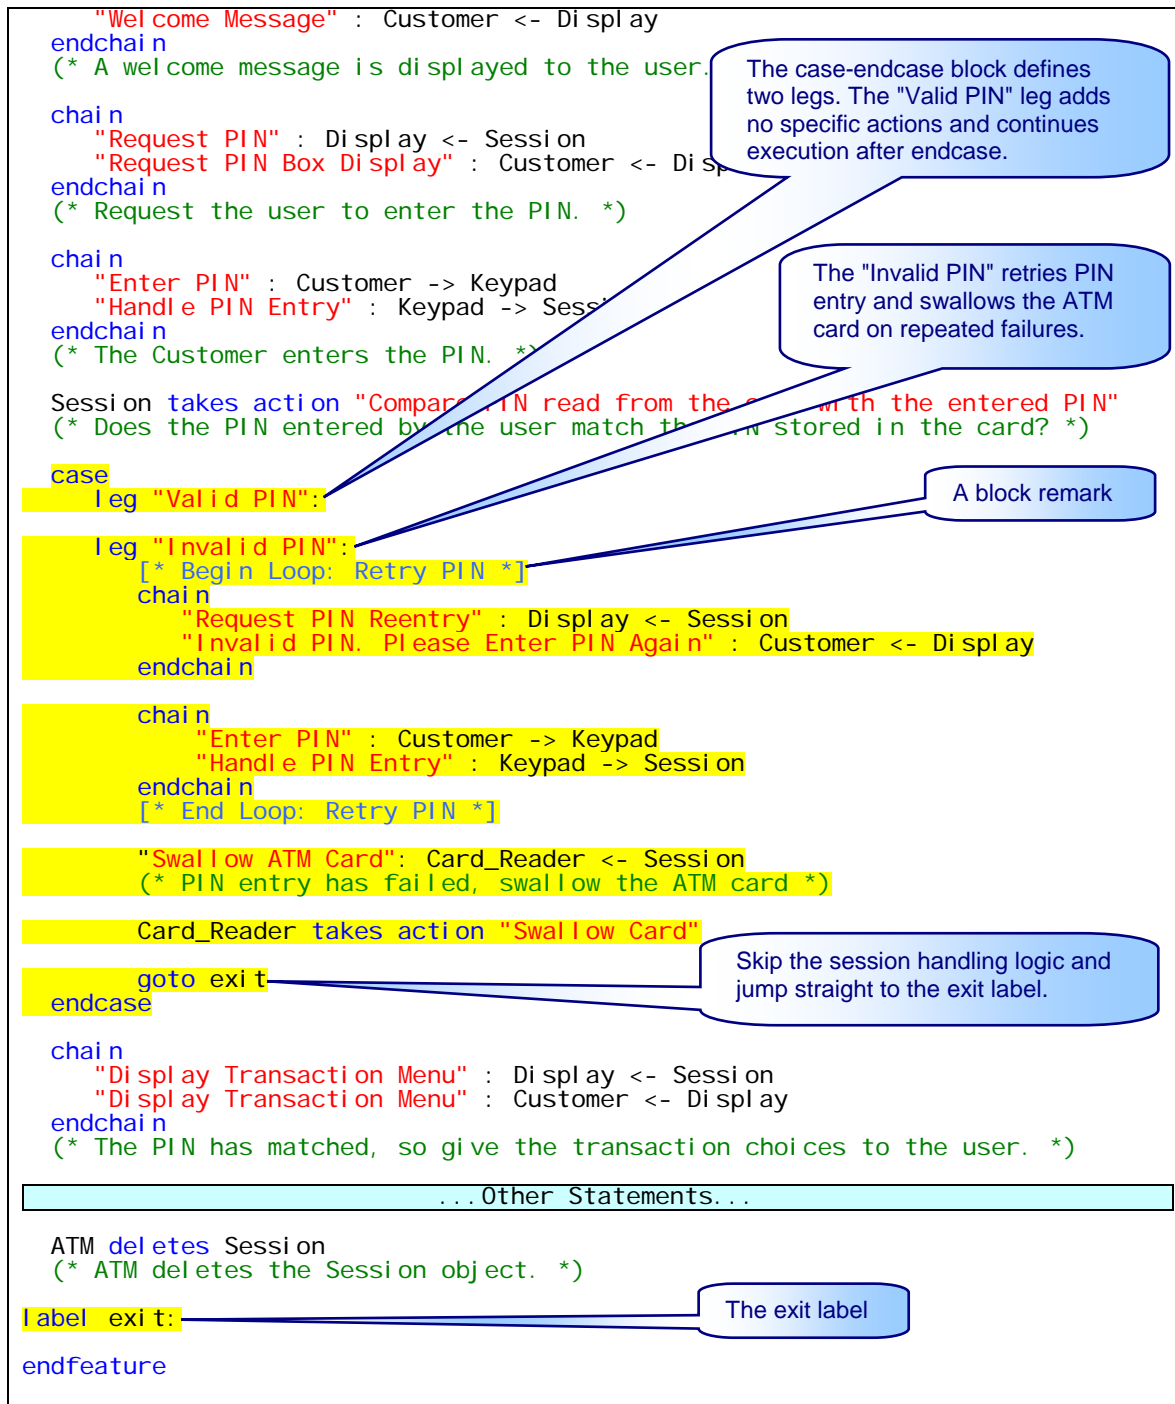 "Welcome Message" : Customer <- Display
endchain
(* A welcome message is displayed to the user.
The case-endcase block defines
two legs. The "Valid PIN" leg adds
no specific actions and continues
execution after endcase.
chain
"Request PIN" : Display <- Session
"Request PIN Box Display" : Customer <-
endchain
(* Request the user to enter the PIN. *)
chain
"Enter PIN" : Customer -> Keypad
"Handle PIN Entry" : Keypad ->
endchain
(* The Customer enters the PIN. *)
The "Invalid PIN" retries PIN
entry and swallows the ATM
card on repeated failures.
Session takes action "Compare PIN read from the with the entered PIN"
(* Does the PIN entered by the user match the PIN stored in the card? *)
case
leg "Valid PIN":
A block remark
leg "Invalid PIN":
[* Begin Loop: Retry PIN *]
chain
"Request PIN Reentry" : Display <- Session
"Invalid PIN. Please Enter PIN Again" : Customer <- Display
endchain
chain
"Enter PIN" : Customer -> Keypad
"Handle PIN Entry" : Keypad -> Session
endchain
[* End Loop: Retry PIN *]
"Swallow ATM Card": Card_Reader <- Session
(* PIN entry has failed, swallow the ATM card *)
Card_Reader takes action "Swallow Card"
Skip the session handling logic and
jump straight to the exit label.
goto exit
endcase
chain
"Display Transaction Menu" : Display <- Session
"Display Transaction Menu" : Customer <- Display
endchain
(* The PIN has matched, so give the transaction choices to the user. *)
...Other Statements...
ATM deletes Session
(* ATM deletes the Session object. *)
The exit label
label exit:
endfeature